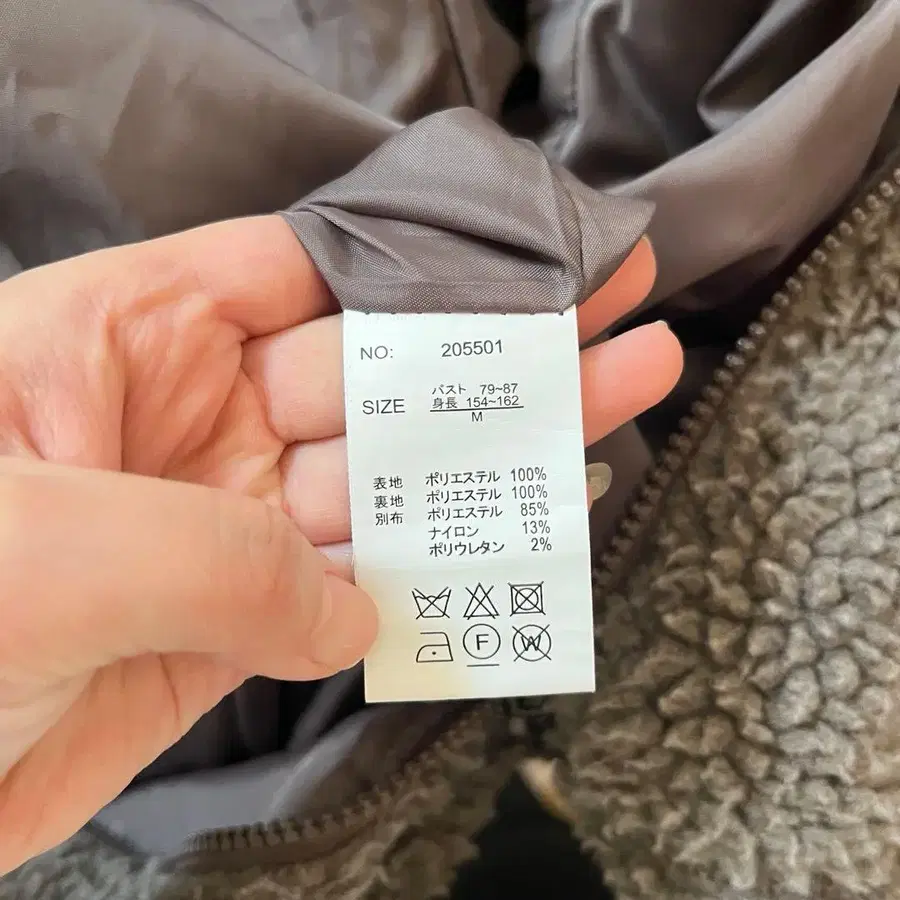 NO: 205501
バスト 79~87
SIZE 身長 154~162
M
表地 ポリエステル 100%
裏地 ポリエステル 100%
別布 ポリエステル 85%
ナイロン 13%
ポリウレタン 2%
F W